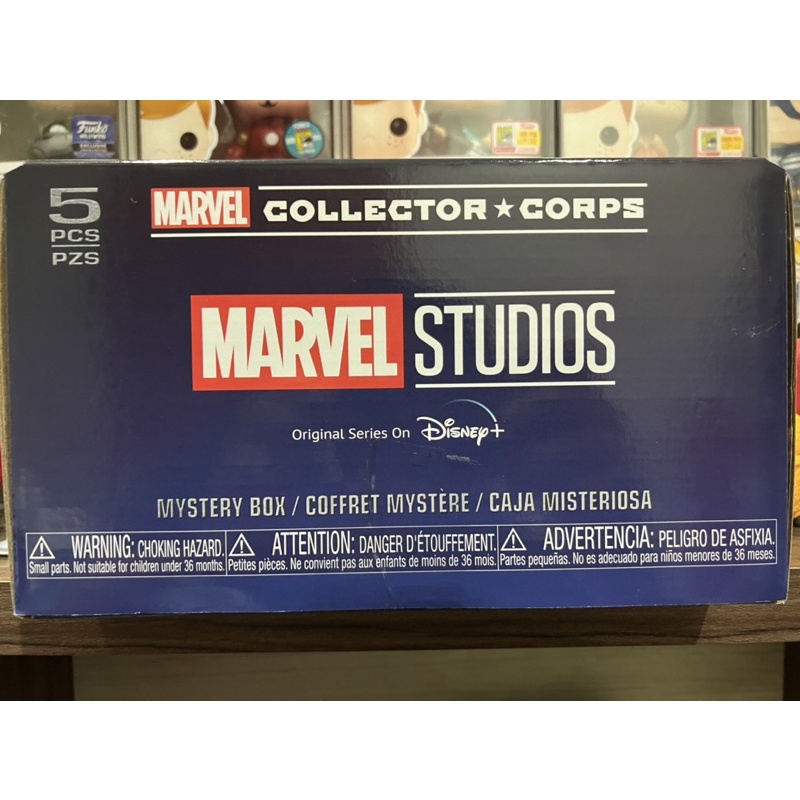 Funko
HOLLYWOOD
5
PCS
PZS
MARVEL COLLECTOR★CORPS
MARVEL STUDIOS
Original Series On Disney+
MYSTERY BOX / COFFRET MYSTÈRE / CAJA MISTERIOSA
WARNING: CHOKING HAZARD.
Small parts. Not suitable for children under 36 months.
ATTENTION: DANGER D'ÉTOUFFEMENT.
Petites pièces. Ne convient pas aux enfants de moins de 36 mois.
ADVERTENCIA: PELIGRO DE ASFIXIA.
Partes pequeñas. No es adecuado para niños menores de 36 meses.